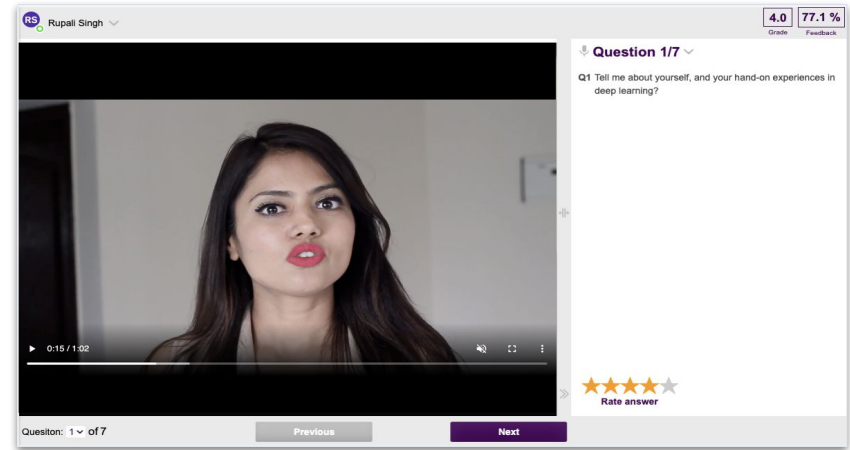 RS Rupali Singh
4.0 77.1 %
Grade Feedback
Question 1/7
Q1 Tell me about yourself, and your hand-on experiences in
deep learning?
0:15 / 1:02
Rate answer
Quesiton: 1 of 7
Previous
Next